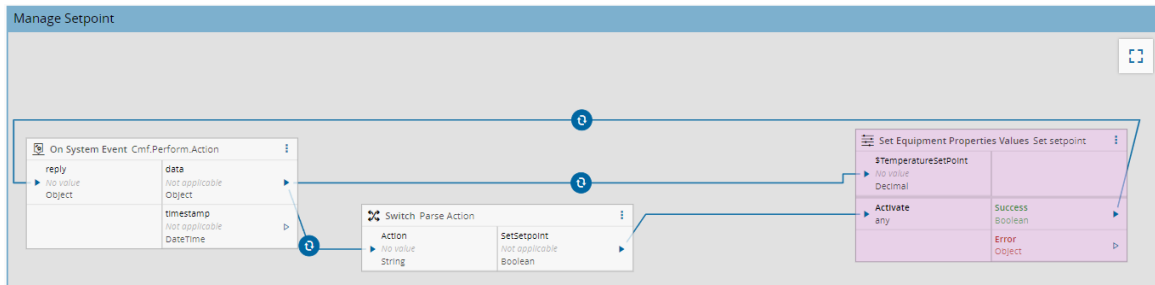 Manage Setpoint
On System Event Cmf.Perform.Action
reply
No value
Object
data
Not applicable
Object
timestamp
Not applicable
DateTime
Switch Parse Action
Action
No value
String
SetSetpoint
Not applicable
Boolean
Set Equipment Properties Values Set setpoint
$TemperatureSetPoint
No value
Decimal
Activate
any
Success
Boolean
Error
Object